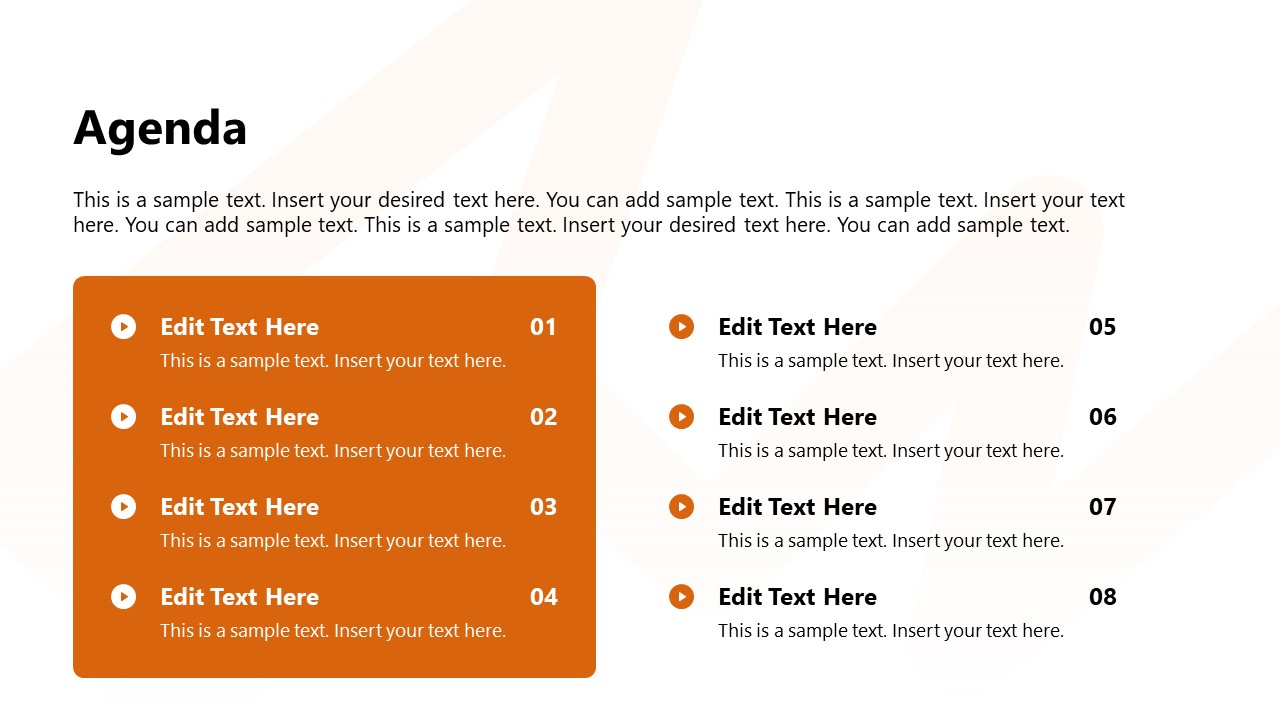 Agenda
This is a sample text. Insert your desired text here. You can add sample text. This is a sample text. Insert your text
here. You can add sample text. This is a sample text. Insert your desired text here. You can add sample text.
Edit Text Here 01
This is a sample text. Insert your text here.
Edit Text Here 02
This is a sample text. Insert your text here.
Edit Text Here 03
This is a sample text. Insert your text here.
Edit Text Here 04
This is a sample text. Insert your text here.
Edit Text Here 05
This is a sample text. Insert your text here.
Edit Text Here 06
This is a sample text. Insert your text here.
Edit Text Here 07
This is a sample text. Insert your text here.
Edit Text Here 08
This is a sample text. Insert your text here.